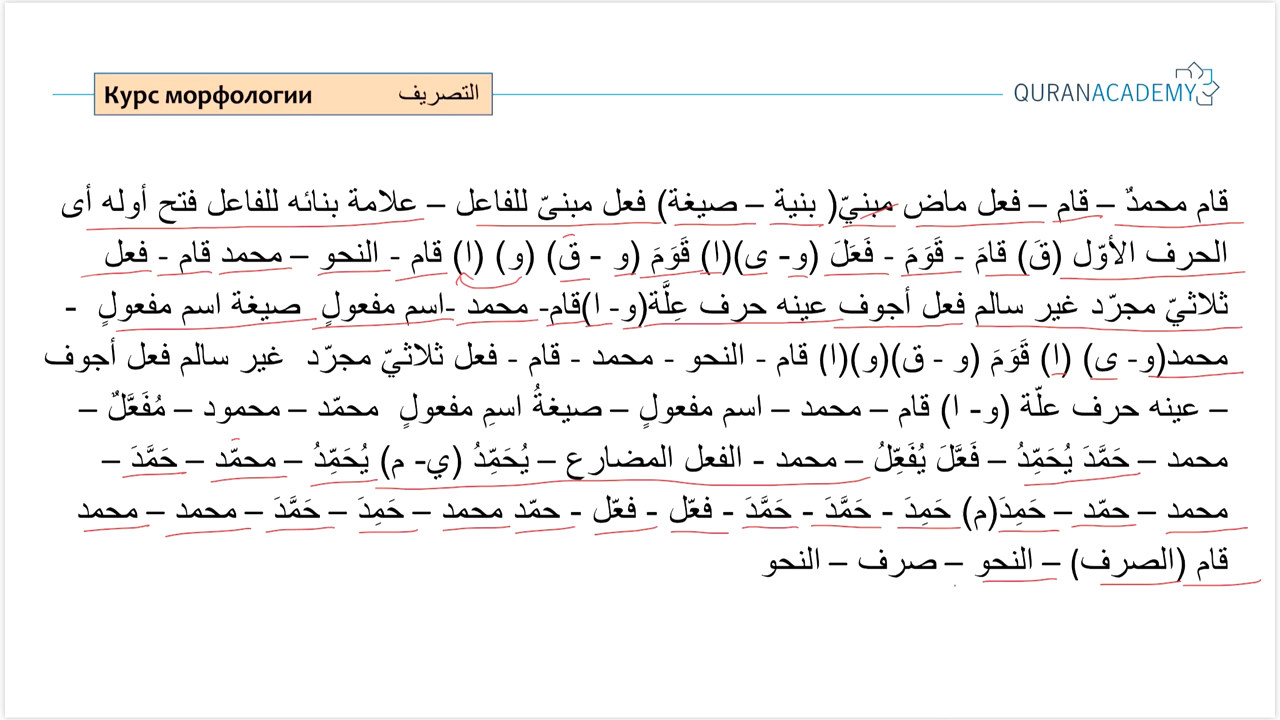 Курс морфологии التصريف
QURANACADEMY
قام محمدٌ – قام – فعل ماض مبنيّ( بنية – صيغة) فعل مبنىّ للفاعل – علامة بنائه للفاعل فتح أوله أى
الحرف الأوّل (قَ) قامَ - قَوَمَ - فَعَلَ (و- ى)(ا) قَوَمَ (و - ق) (و) (ا) قام - النحو – محمد قام - فعل
ثلاثيّ مجرّد غير سالم فعل أجوف عينه حرف عِلَّة(و- ا)قام- محمد -اسم مفعولٍ صيغة اسم مفعولٍ -
محمد(و- ى) (ا) قَوَمَ (و - ق)(و)(ا) قام - النحو - محمد - قام - فعل ثلاثيّ مجرّد غير سالم فعل أجوف
– عينه حرف علّة (و- ا) قام – محمد – اسم مفعولٍ – صيغةُ اسمِ مفعولٍ محمّد – محمود – مُفَعَّلٌ –
محمد – حَمَّدَ يُحَمِّدُ – فَعَّلَ يُفَعِّلُ – محمد - الفعل المضارع – يُحَمِّدُ (ي- م) يُحَمِّدُ – محمّد – حَمَّدَ –
محمد – حمّد – حَمِدَ(م) حَمِدَ - حَمَّدَ - حَمَّدَ - فعّل - فعّل - حمّد محمد – حَمِدَ – حَمَّدَ – محمد – محمد
قام (الصرف) – النحو – صرف – النحو